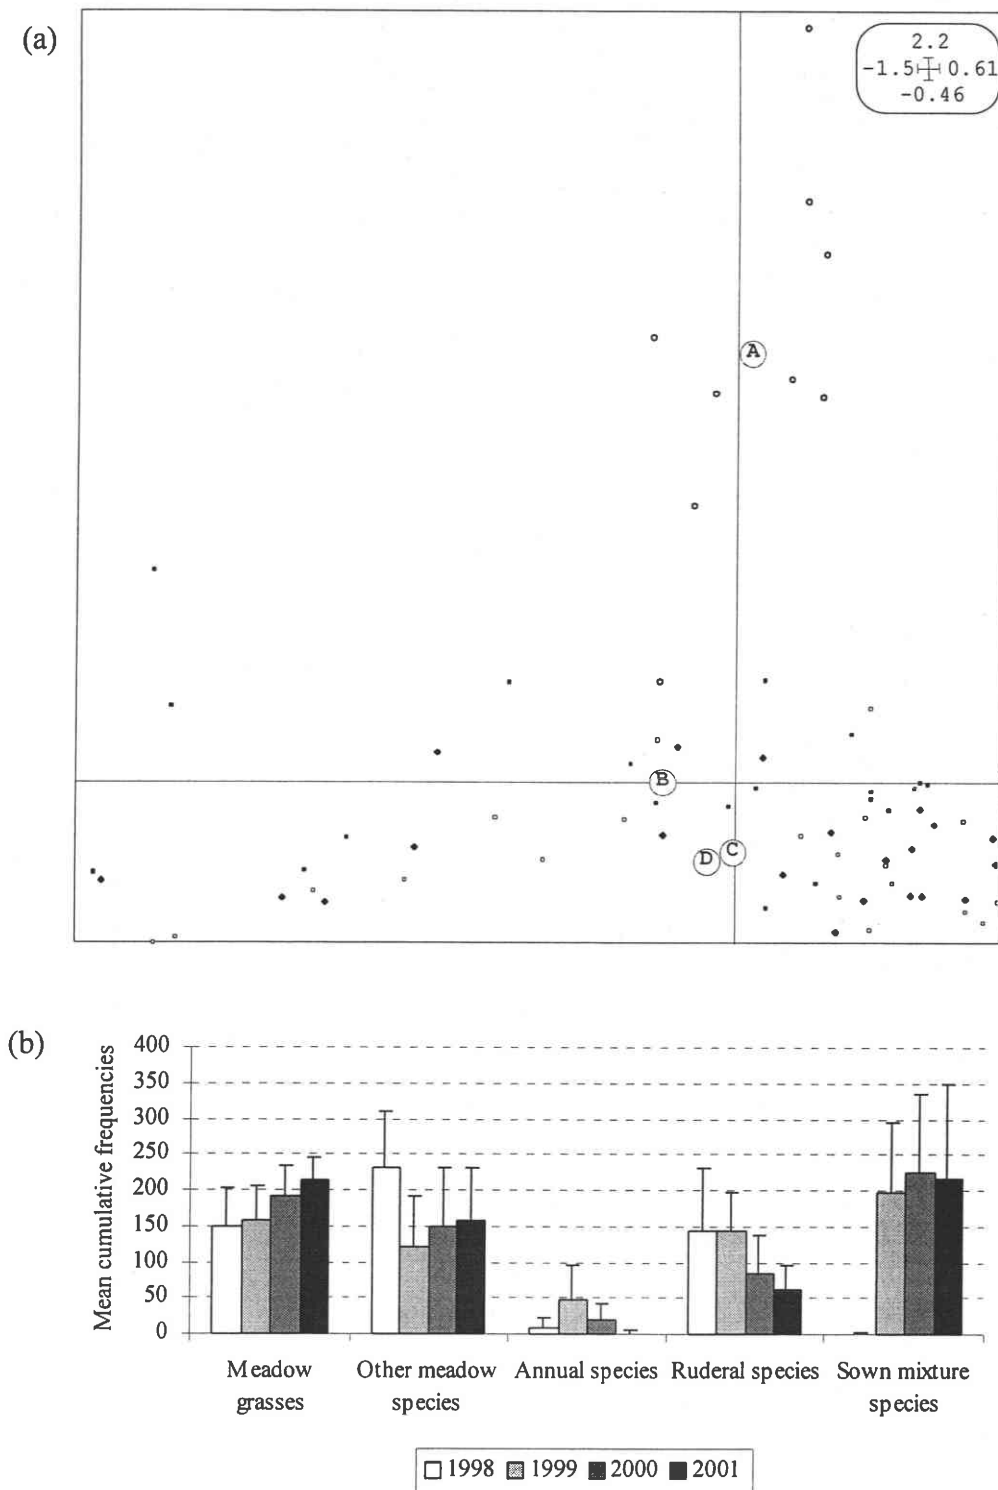 (a)
2.2
-1.5 0.61
-0.46
A
B
C
D
(b)
Mean cumulative frequencies
400
350
300
250
200
150
100
50
0
Meadow grasses
Other meadow species
Annual species
Ruderal species
Sown mixture species
1998 1999 2000 2001